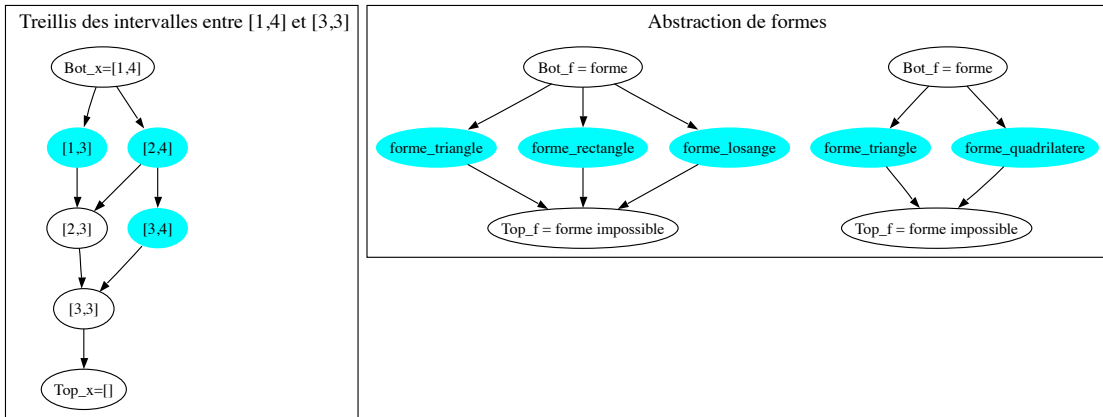 Treillis des intervalles entre [1,4] et [3,3]
Bot_x=[1,4]
[1,3]
[2,4]
[2,3]
[3,4]
[3,3]
Top_x=[]
Abstraction de formes
Bot_f = forme
forme_triangle
forme_rectangle
forme_losange
Top_f = forme impossible
Bot_f = forme
forme_triangle
forme_quadrilatere
Top_f = forme impossible